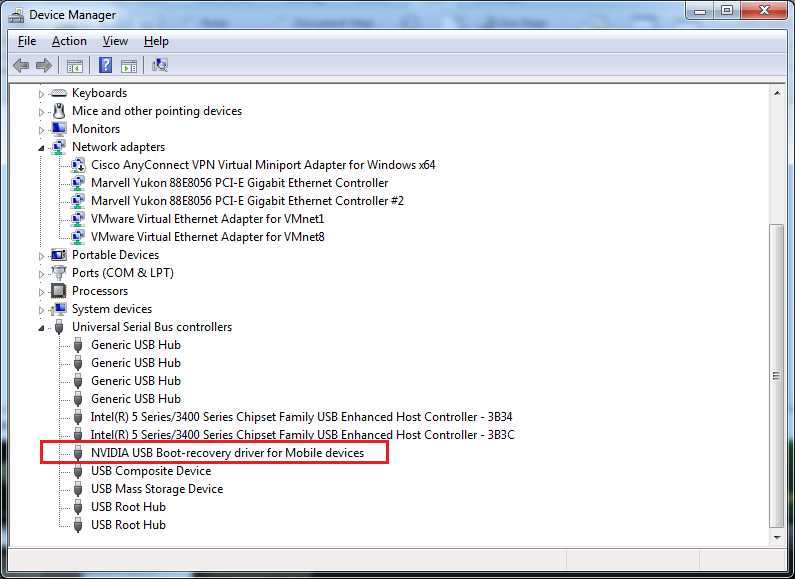 Device Manager
File Action View Help
Keyboards
Mice and other pointing devices
Monitors
Network adapters
Cisco AnyConnect VPN Virtual Miniport Adapter for Windows x64
Marvell Yukon 88E8056 PCI-E Gigabit Ethernet Controller
Marvell Yukon 88E8056 PCI-E Gigabit Ethernet Controller #2
VMware Virtual Ethernet Adapter for VMnet1
VMware Virtual Ethernet Adapter for VMnet8
Portable Devices
Ports (COM & LPT)
Processors
System devices
Universal Serial Bus controllers
Generic USB Hub
Generic USB Hub
Generic USB Hub
Generic USB Hub
Intel(R) 5 Series/3400 Series Chipset Family USB Enhanced Host Controller - 3B34
Intel(R) 5 Series/3400 Series Chipset Family USB Enhanced Host Controller - 3B3C
NVIDIA USB Boot-recovery driver for Mobile devices
USB Composite Device
USB Mass Storage Device
USB Root Hub
USB Root Hub